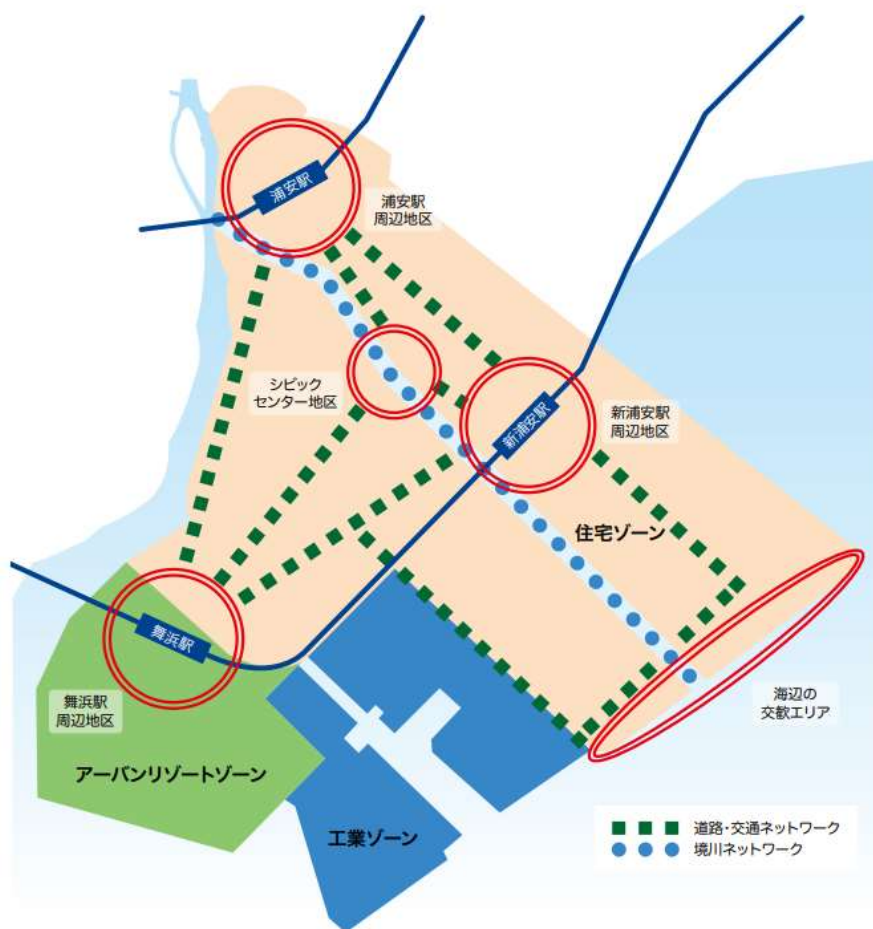 浦安駅
浦安駅
周辺地区
シビック
センター地区
新浦安駅
新浦安駅
周辺地区
住宅ゾーン
舞浜駅
舞浜駅
周辺地区
海辺の
交歓エリア
アーバンリゾートゾーン
工業ゾーン
道路・交通ネットワーク
境川ネットワーク